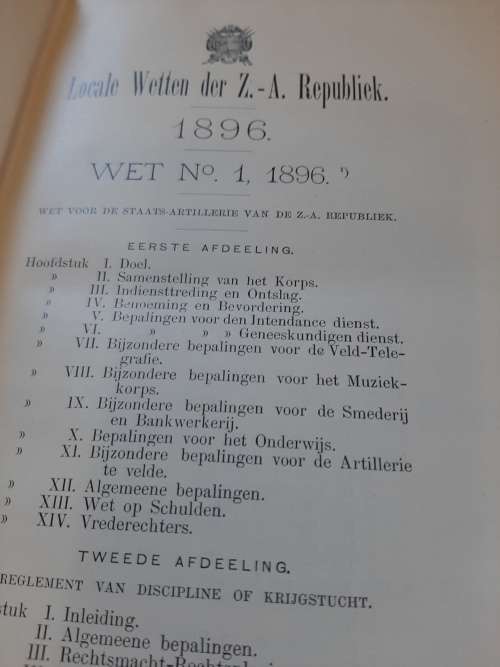 Locale Wetten der Z.-A. Republiek.
1896.
WET No. 1, 1896. ¹)
WET VOOR DE STAATS-ARTILLERIE VAN DE Z.-A. REPUBLIEK.
EERSTE AFDEELING.
Hoofdstuk I. Doel.
» II. Samenstelling van het Korps.
» III. Indiensttreding en Ontslag.
» IV. Benoeming en Bevordering.
» V. Bepalingen voor den Intendance dienst.
» VI. » » » Geneeskundigen dienst.
» VII. Bijzondere bepalingen voor de Veld-Tele-
grafie.
» VIII. Bijzondere bepalingen voor het Muziek-
korps.
» IX. Bijzondere bepalingen voor de Smederij
en Bankwerkerij.
» X. Bepalingen voor het Onderwijs.
» XI. Bijzondere bepalingen voor de Artillerie
te velde.
» XII. Algemeene bepalingen.
» XIII. Wet op Schulden.
» XIV. Vrederechters.
TWEEDE AFDEELING.
REGLEMENT VAN DISCIPLINE OF KRIJGSTUCHT.
stuk I. Inleiding.
II. Algemeene bepalingen.
III.